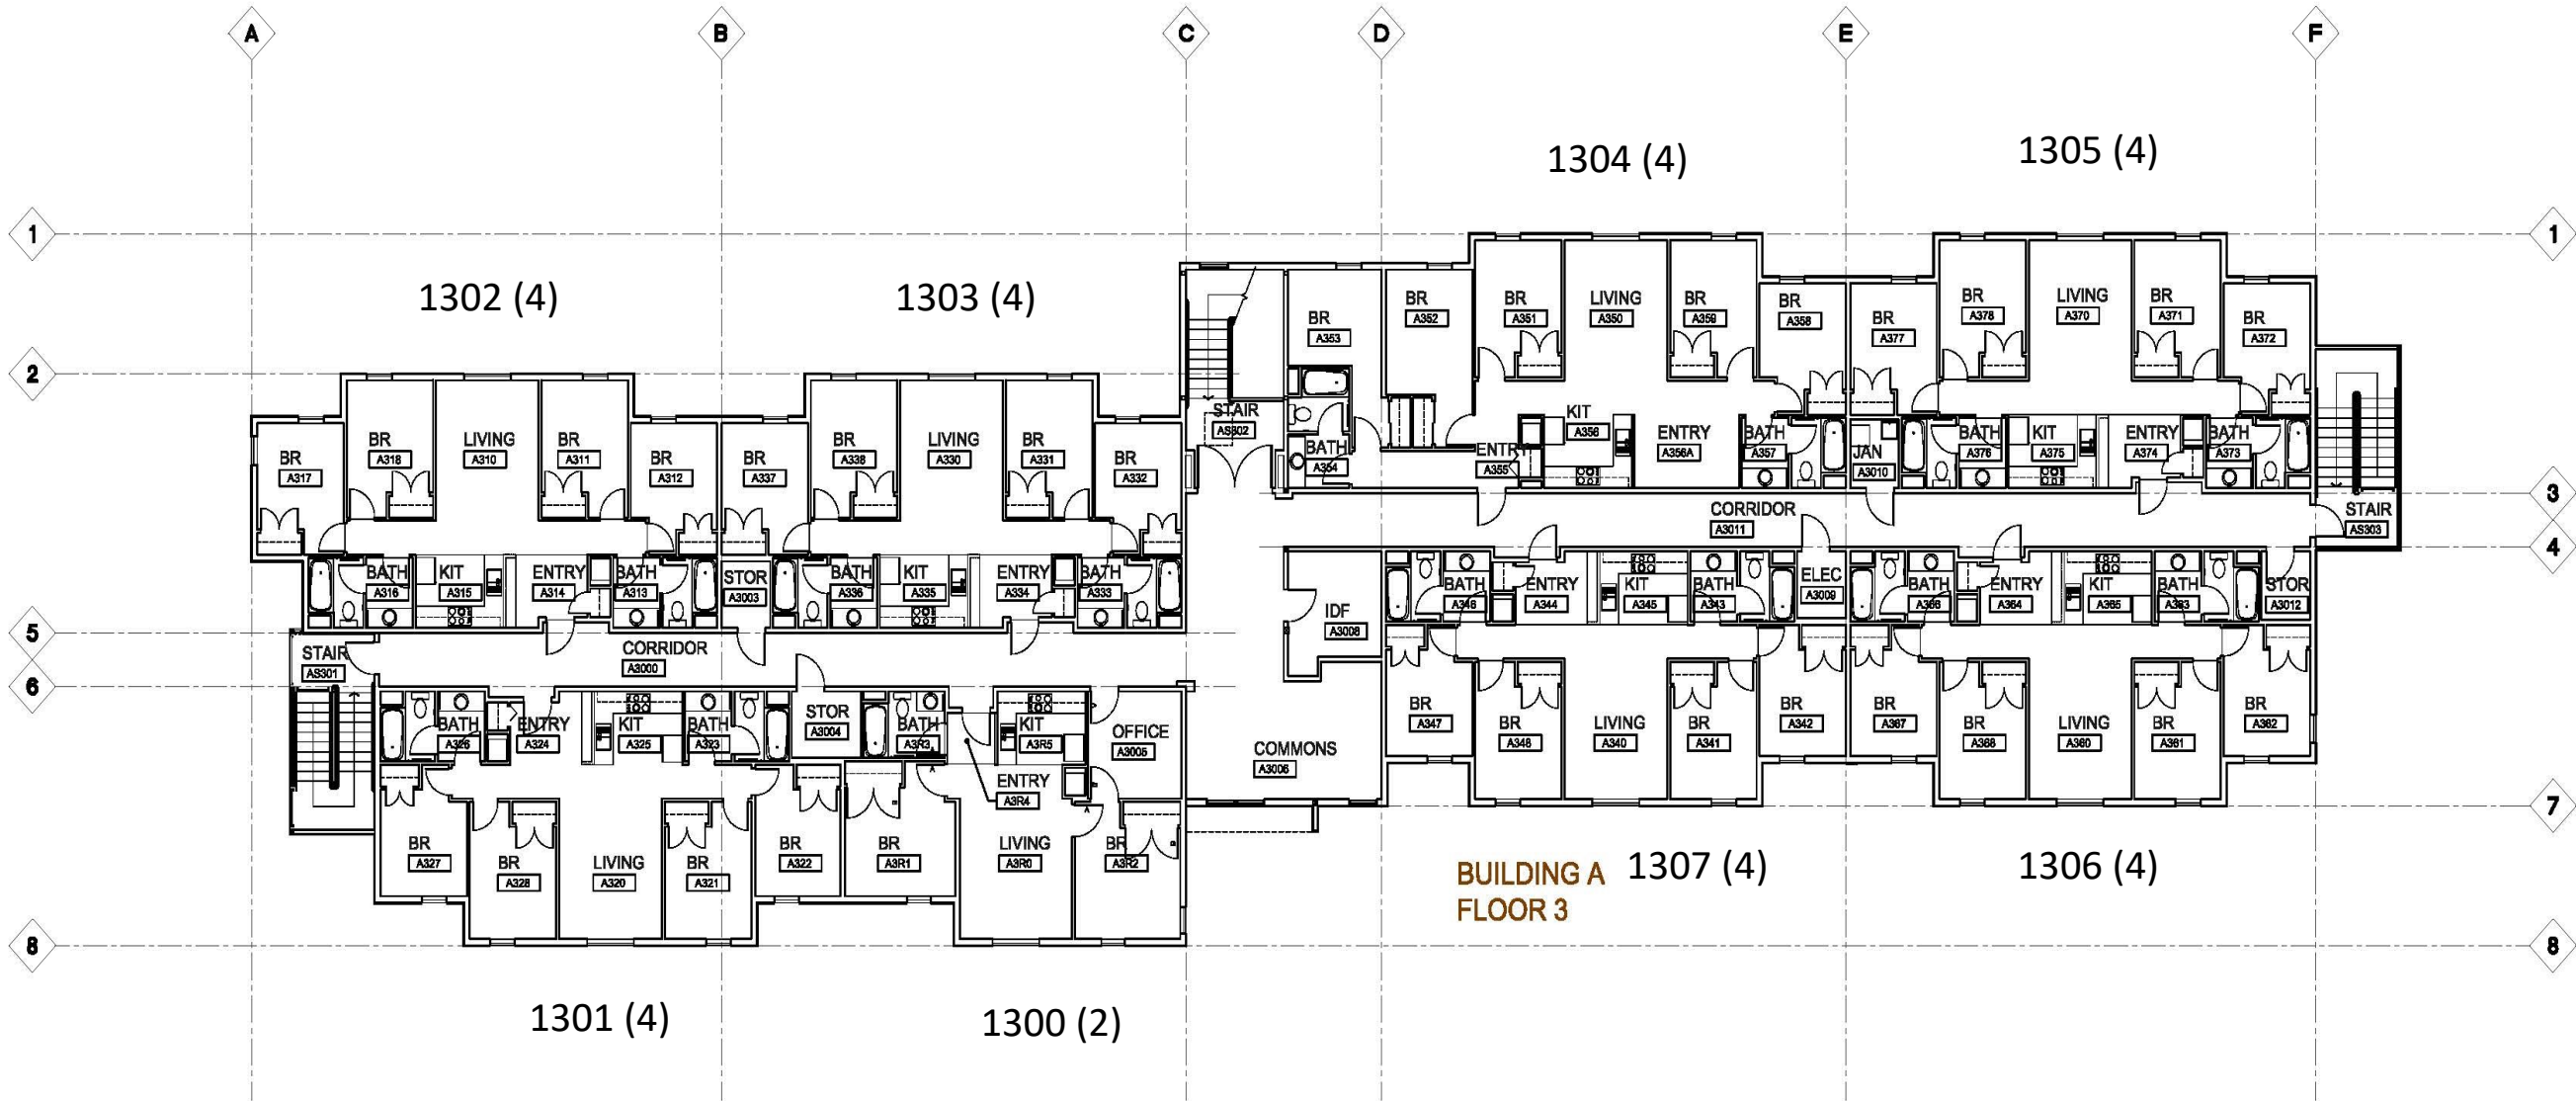 A B C D E F
1304 (4)
1305 (4)
1 1
1302 (4)
1303 (4)
BR A353
BR A352
BR A351
LIVING A350
BR A359
BR A358
BR A377
BR A378
LIVING A370
BR A371
BR A372
2
STAIR AS302
BATH A354
ENTRY A355
KIT A356
ENTRY A356A
BATH A357
JAN A3010
BATH A376
KIT A375
ENTRY A374
BATH A373
BR A317
BR A318
LIVING A310
BR A311
BR A312
BR A337
BR A338
LIVING A330
BR A331
BR A332
3
CORRIDOR A3011
STAIR AS303
4
BATH A316
KIT A315
ENTRY A314
BATH A313
STOR A3003
BATH A336
KIT A335
ENTRY A334
BATH A333
IDF A3008
BATH A346
ENTRY A344
KIT A345
BATH A343
ELEC A3009
BATH A366
ENTRY A364
KIT A365
BATH A363
STOR A3012
5
STAIR AS301
CORRIDOR A3000
6
BATH A326
ENTRY A324
KIT A325
BATH A323
STOR A3004
BATH A3R3
KIT A3R5
OFFICE A3005
ENTRY A3R4
COMMONS A3006
BR A347
BR A348
LIVING A340
BR A341
BR A342
BR A367
BR A368
LIVING A360
BR A361
BR A362
7
BR A327
BR A328
LIVING A320
BR A321
BR A322
BR A3R1
LIVING A3R0
BR A3R2
BUILDING A
FLOOR 3
1307 (4)
1306 (4)
8 8
1301 (4)
1300 (2)